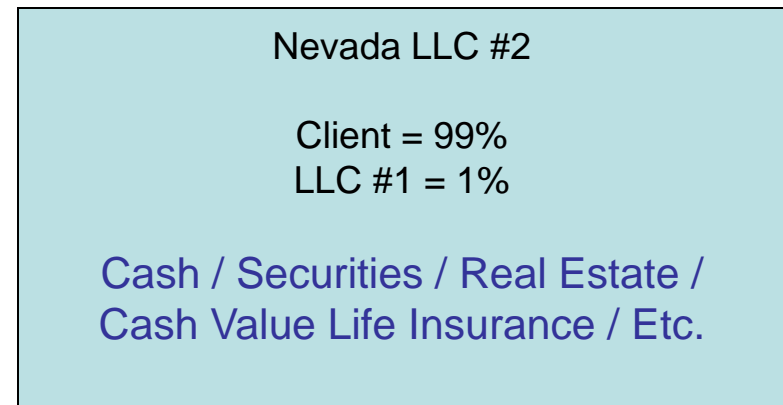 Nevada LLC #2
Client = 99%
LLC #1 = 1%
Cash / Securities / Real Estate /
Cash Value Life Insurance / Etc.